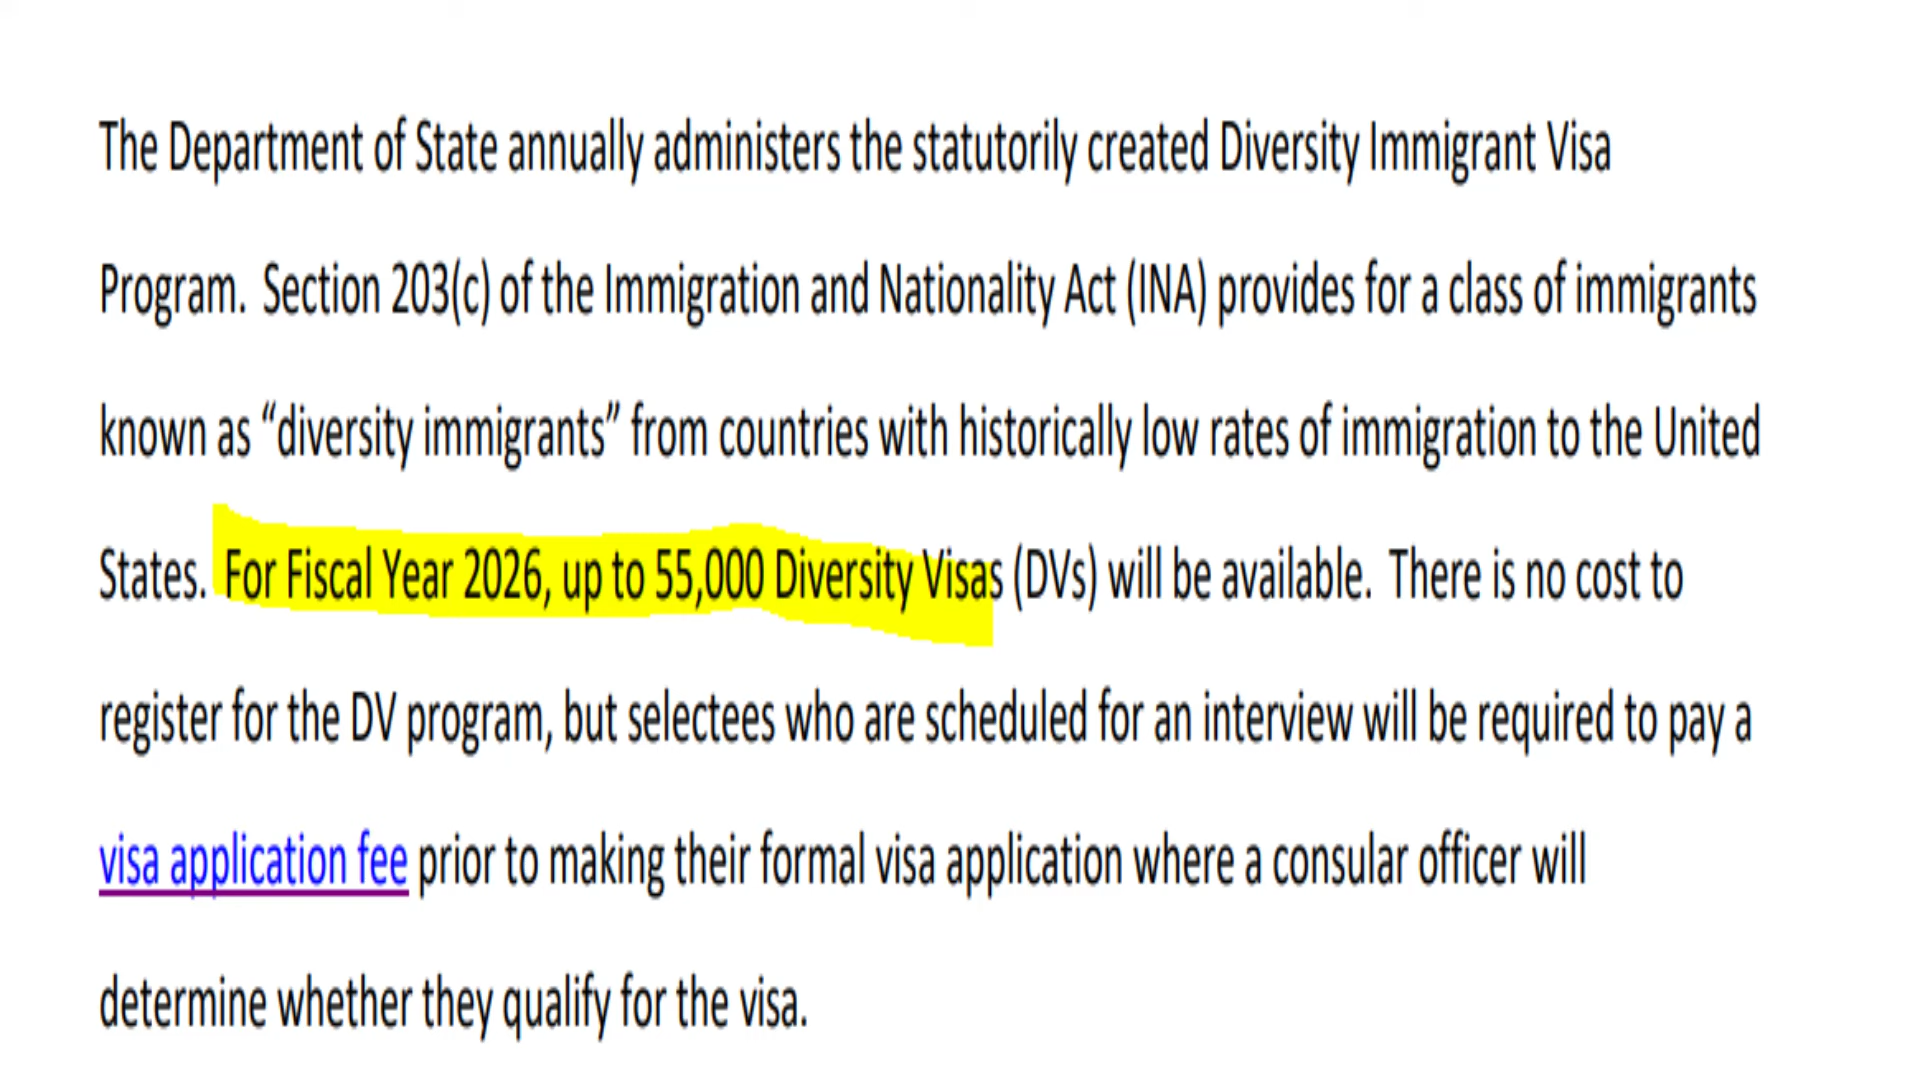 The Department of State annually administers the statutorily created Diversity Immigrant Visa
Program.  Section 203(c) of the Immigration and Nationality Act (INA) provides for a class of immigrants
known as “diversity immigrants” from countries with historically low rates of immigration to the United
States.  For Fiscal Year 2026, up to 55,000 Diversity Visas (DVs) will be available.  There is no cost to
register for the DV program, but selectees who are scheduled for an interview will be required to pay a
visa application fee prior to making their formal visa application where a consular officer will
determine whether they qualify for the visa.